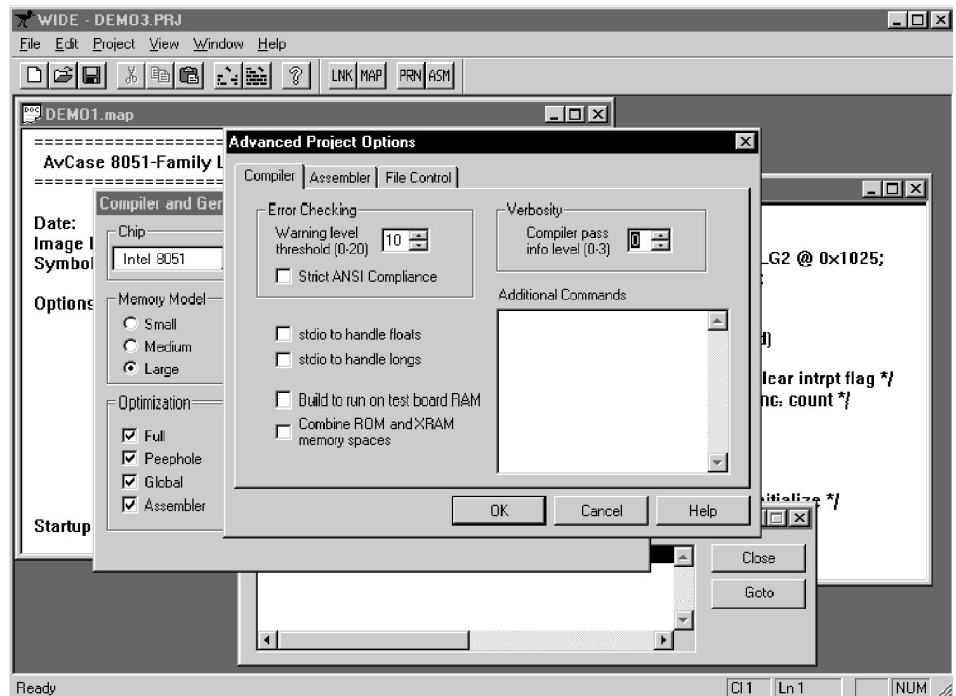 WIDE - DEMO3.PRJ
File Edit Project View Window Help
LNK MAP PRN ASM
DEMO1.map
AvCase 8051-Family L
Date:
Image
Symbol
Options
Startup
Compiler and Ger
Chip
Intel 8051
Memory Model
Small
Medium
Large
Optimization
Full
Peephole
Global
Assembler
Advanced Project Options
Compiler Assembler File Control
Error Checking
Warning level
threshold (0-20) 10
Strict ANSI Compliance
stdio to handle floats
stdio to handle longs
Build to run on test board RAM
Combine ROM and XRAM
memory spaces
Verbosity
Compiler pass
info level (0-3) 0
Additional Commands
OK Cancel Help
_G2 @ 0x1025;
lear intrpt flag */
nc. count */
itialize */
Close
Goto
Ready Cl 1 Ln 1 NUM